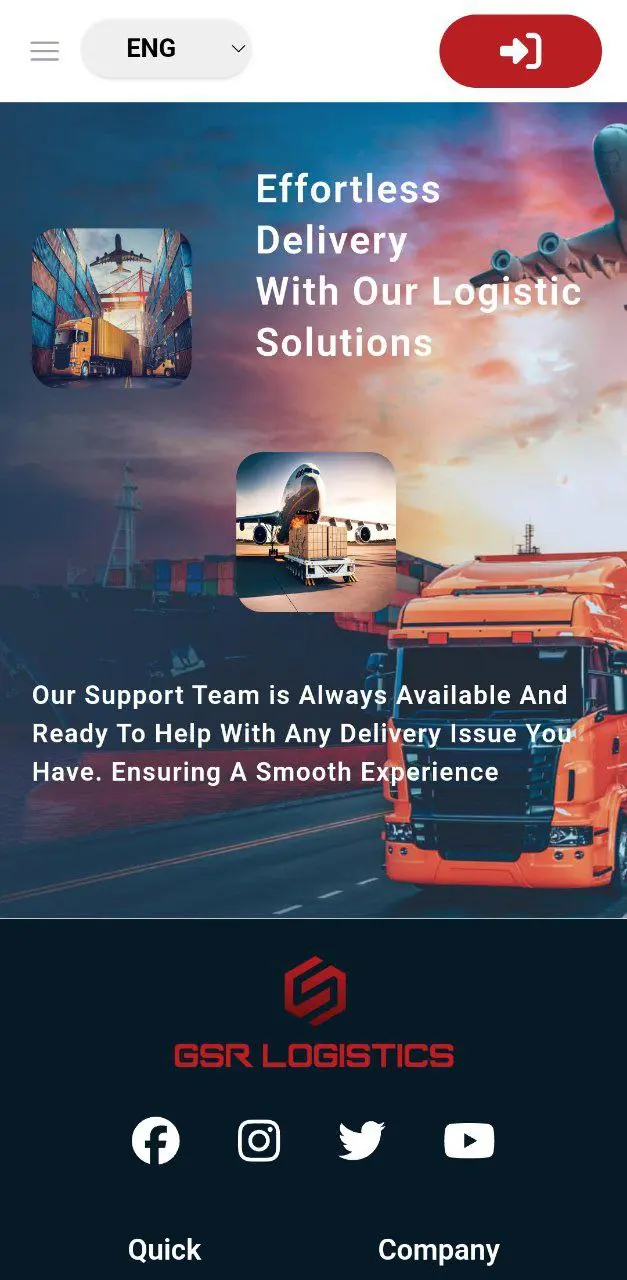 ENG
Effortless
Delivery
With Our Logistic
Solutions
Our Support Team is Always Available And
Ready To Help With Any Delivery Issue You
Have. Ensuring A Smooth Experience
GSR LOGISTICS
Quick
Company